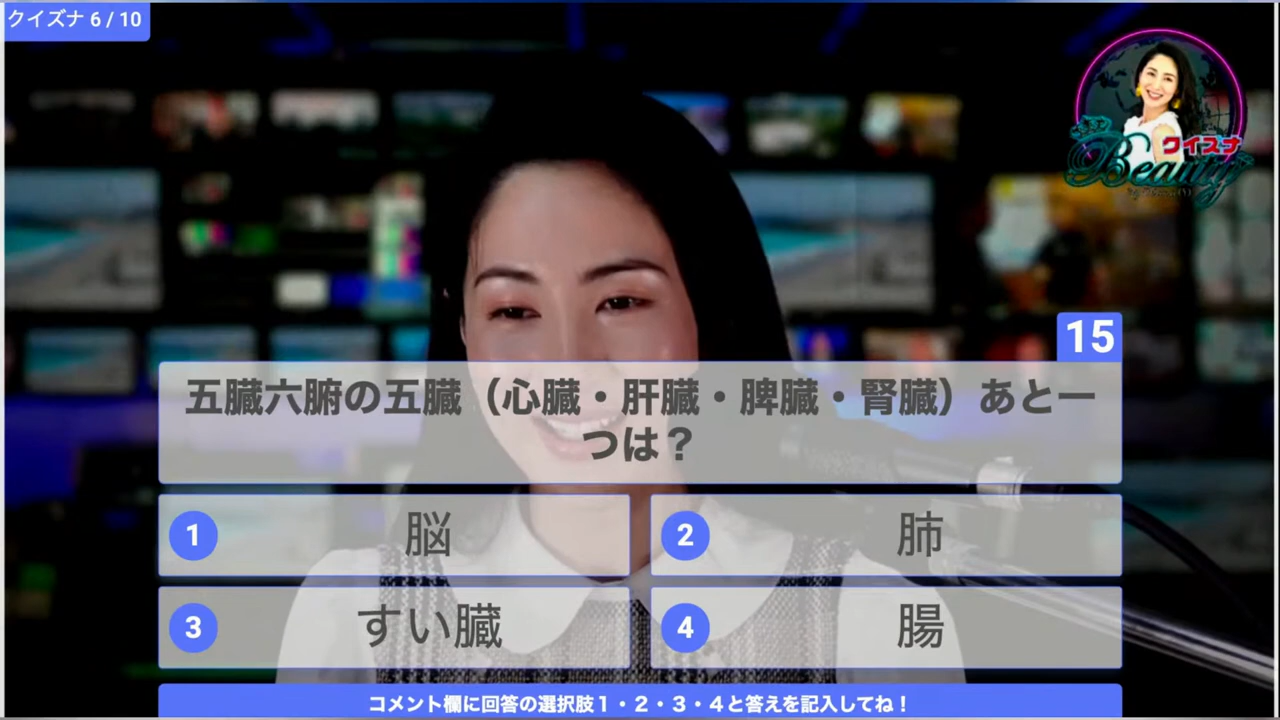 クイズナ 6 / 10
クイズナ
Beauty
15
五臓六腑の五臓（心臓・肝臓・脾臓・腎臓）あと一
つは？
1 脳
2 肺
3 すい臓
4 腸
コメント欄に回答の選択肢１・２・３・４と答えを記入してね！